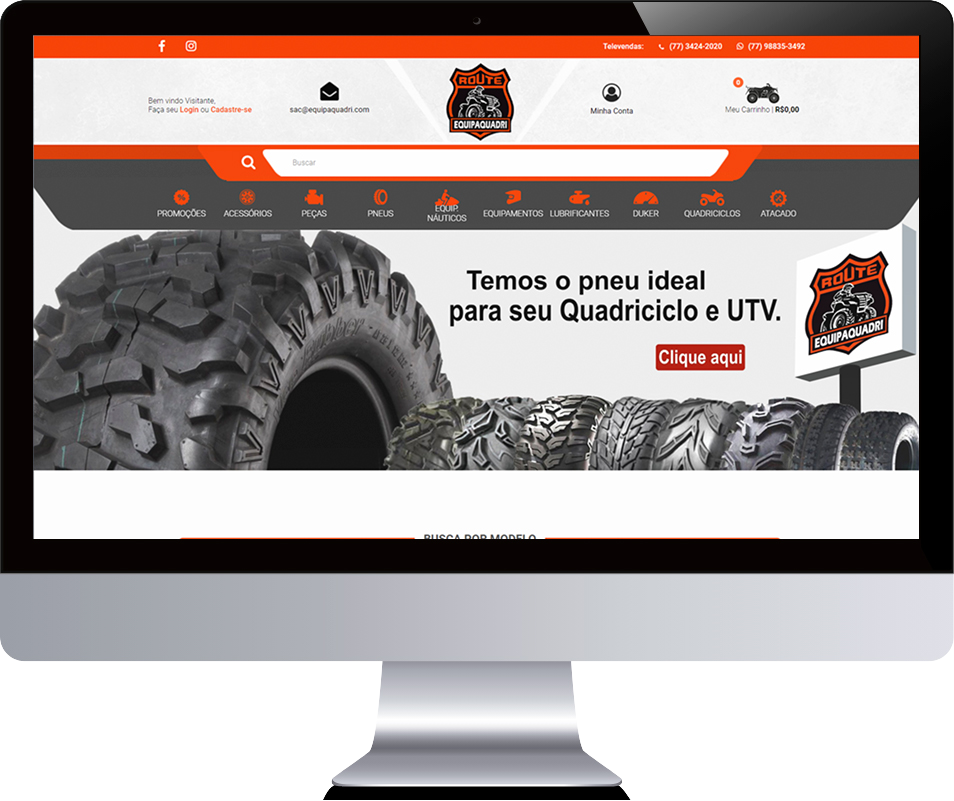 Televendas: (77) 3424-2020 (77) 98835-3492
Bem vindo Visitante,
Faça seu Login ou Cadastre-se
sac@equipaquadri.com
ROUTE
EQUIPAQUADRI
Minha Conta
0
Meu Carrinho | R$0,00
Buscar
PROMOÇÕES
ACESSÓRIOS
PEÇAS
PNEUS
EQUIP.
NÁUTICOS
EQUIPAMENTOS
LUBRIFICANTES
DUKER
QUADRICICLOS
ATACADO
Temos o pneu ideal
para seu Quadriciclo e UTV.
Clique aqui
ROUTE
EQUIPAQUADRI
BUSCA POR MODELO